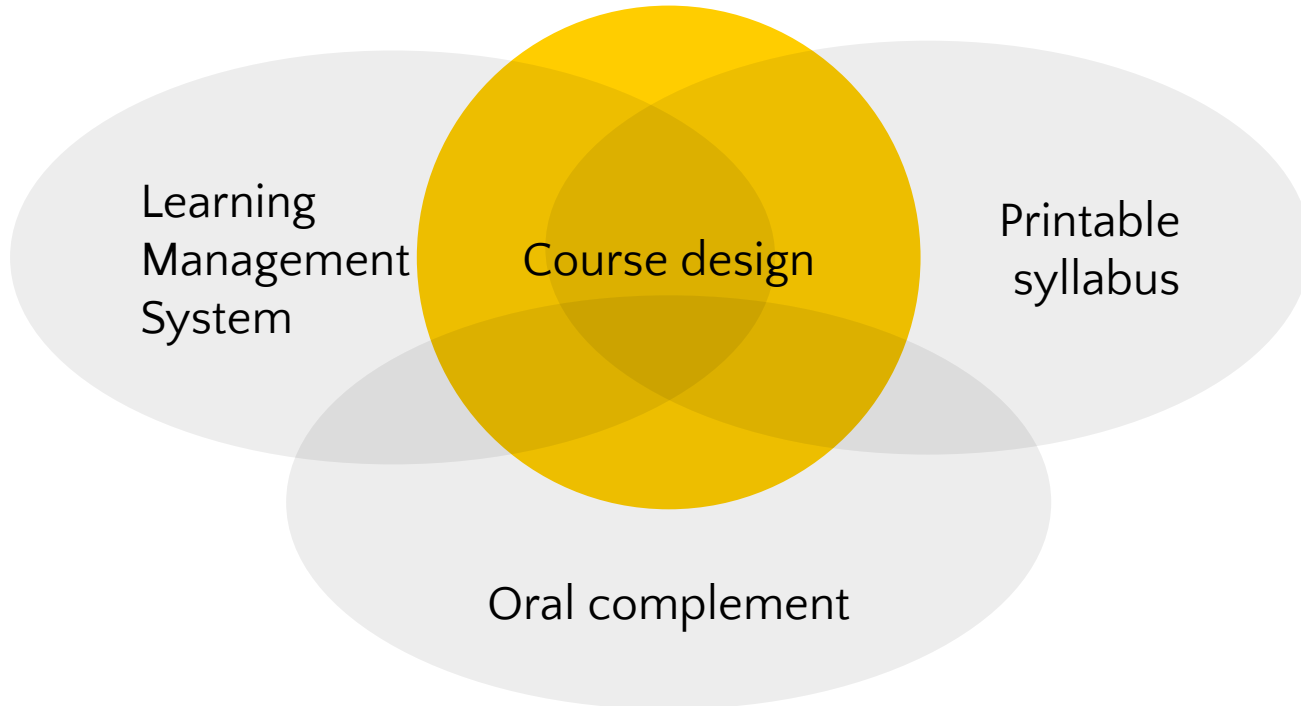 Learning
Management
System
Course design
Printable
syllabus
Oral complement